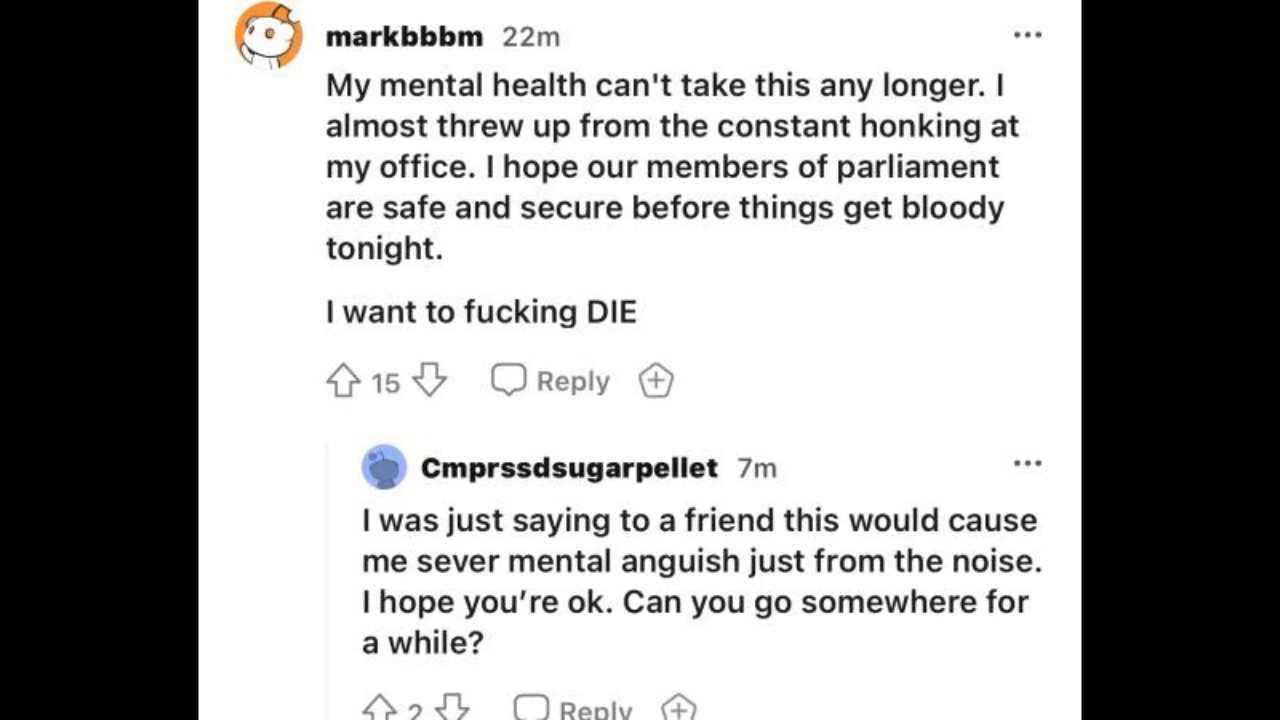 markbbbm 22m
My mental health can't take this any longer. I
almost threw up from the constant honking at
my office. I hope our members of parliament
are safe and secure before things get bloody
tonight.
I want to fucking DIE
15 Reply
Cmprssdsugarpellet 7m
I was just saying to a friend this would cause
me sever mental anguish just from the noise.
I hope you’re ok. Can you go somewhere for
a while?
2 Reply